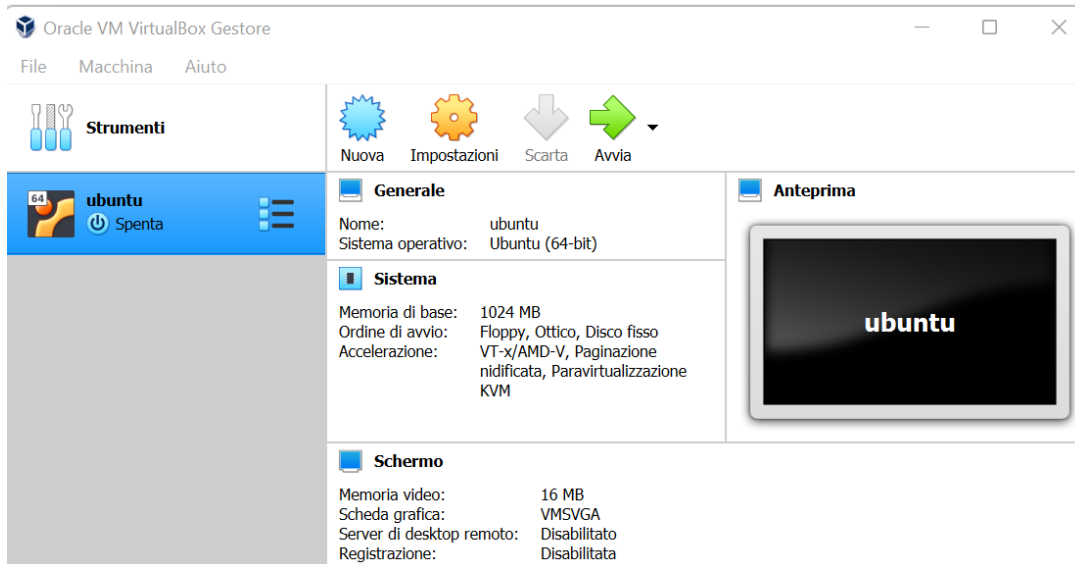 Oracle VM VirtualBox Gestore
File Macchina Aiuto
Strumenti
Nuova Impostazioni Scarta Avvia
64
ubuntu
Spenta
Generale
Nome: ubuntu
Sistema operativo: Ubuntu (64-bit)
Sistema
Memoria di base: 1024 MB
Ordine di avvio: Floppy, Ottico, Disco fisso
Accelerazione: VT-x/AMD-V, Paginazione
nidificata, Paravirtualizzazione
KVM
Anteprima
ubuntu
Schermo
Memoria video: 16 MB
Scheda grafica: VMSVGA
Server di desktop remoto: Disabilitato
Registrazione: Disabilitata